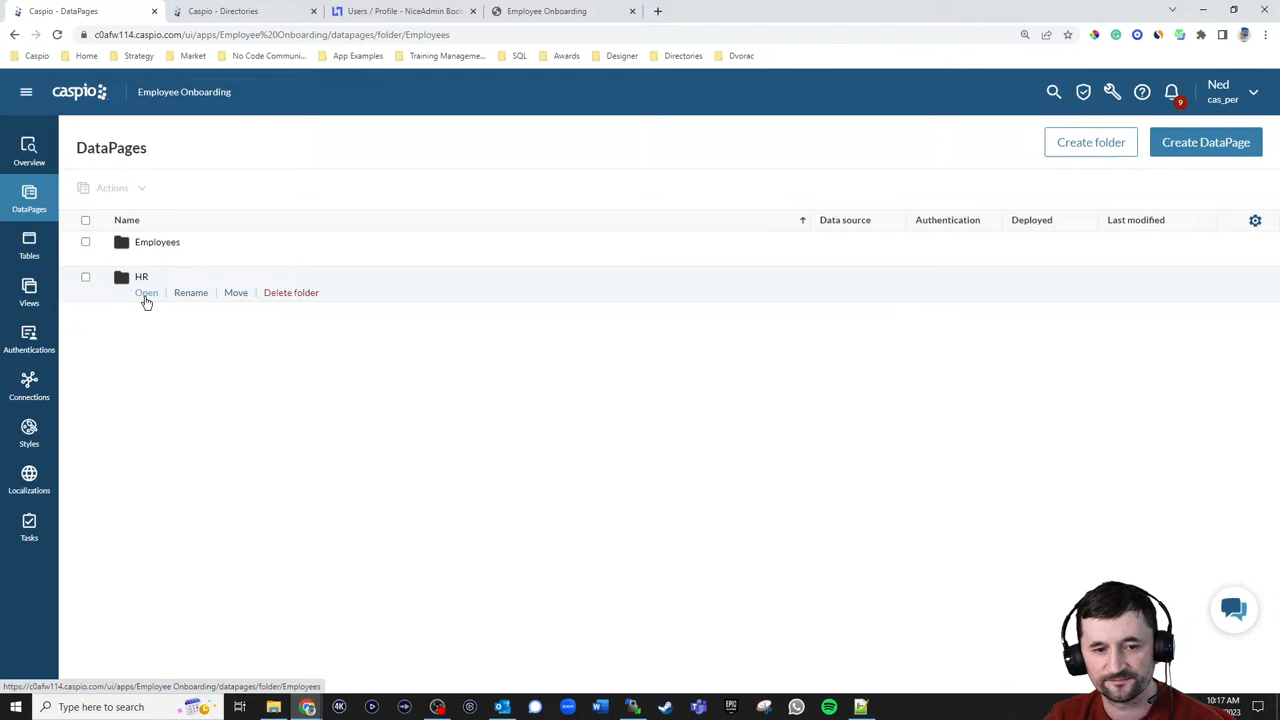 Caspio - DataPages
Caspio - Directories
Users / Profile - NiceAdmin Boot
Employee Onboarding
c0afw114.caspio.com/ui/apps/Employee%20Onboarding/datapages/folder/Employees
Caspio
Home
Strategy
Market
No Code Communi...
App Examples
Training Manageme...
SQL
Awards
Designer
Directories
Dvorac
caspio
Employee Onboarding
9
Ned
cas_per
Overview
DataPages
Tables
Views
Authentications
Connections
Styles
Localizations
Tasks
DataPages
Create folder
Create DataPage
Actions
Name
Data source
Authentication
Deployed
Last modified
Employees
HR
Open | Rename | Move | Delete folder
https://c0afw114.caspio.com/ui/apps/Employee Onboarding/datapages/folder/Employees
Type here to search
4K
EPIC
10:17 AM